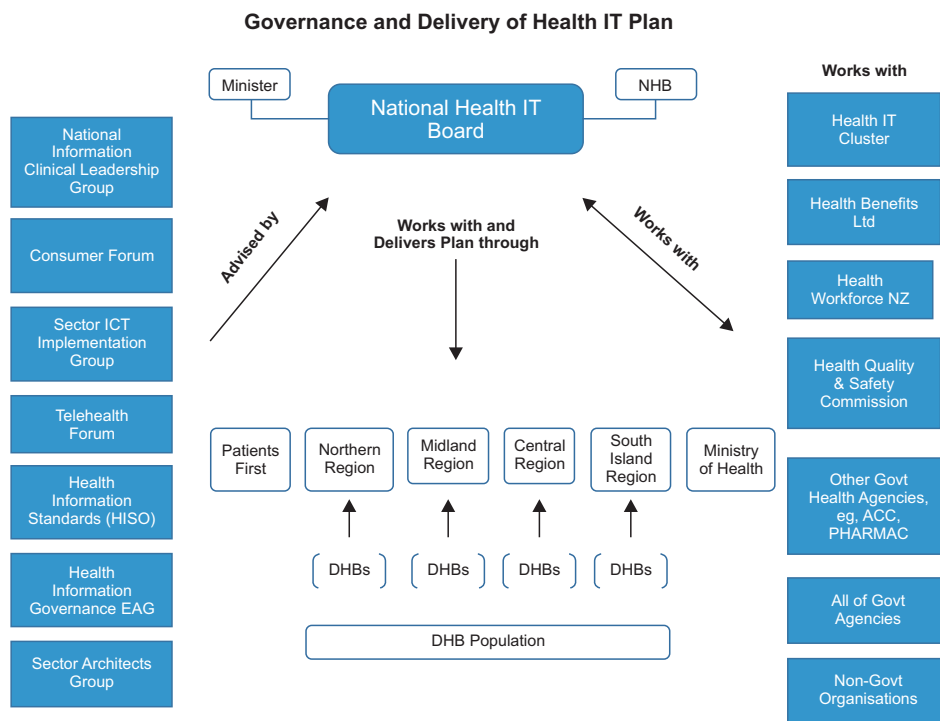 Governance and Delivery of Health IT Plan
Minister
National Health IT
Board
NHB
Works with
National
Information
Clinical Leadership
Group
Consumer Forum
Sector ICT
Implementation
Group
Telehealth
Forum
Health
Information
Standards (HISO)
Health
Information
Governance EAG
Sector Architects
Group
Advised by
Works with and
Delivers Plan through
Works with
Patients
First
Northern
Region
Midland
Region
Central
Region
South
Island
Region
Ministry
of Health
DHBs
DHBs
DHBs
DHBs
DHB Population
Health IT
Cluster
Health Benefits
Ltd
Health
Workforce NZ
Health Quality
& Safety
Commission
Other Govt
Health Agencies,
eg, ACC,
PHARMAC
All of Govt
Agencies
Non-Govt
Organisations